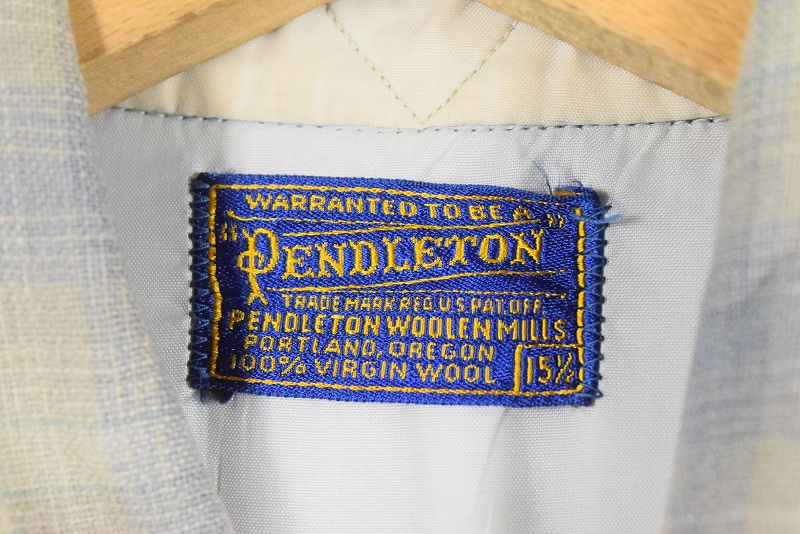 WARRANTED TO BE A
"PENDLETON"
TRADE MARK REG. U.S. PAT. OFF.
PENDLETON WOOLEN MILLS
PORTLAND, OREGON
100% VIRGIN WOOL
15½